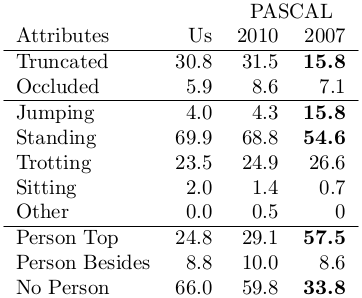 PASCAL
Attributes Us 2010 2007
Truncated 30.8 31.5 15.8
Occluded 5.9 8.6 7.1
Jumping 4.0 4.3 15.8
Standing 69.9 68.8 54.6
Trotting 23.5 24.9 26.6
Sitting 2.0 1.4 0.7
Other 0.0 0.5 0
Person Top 24.8 29.1 57.5
Person Besides 8.8 10.0 8.6
No Person 66.0 59.8 33.8